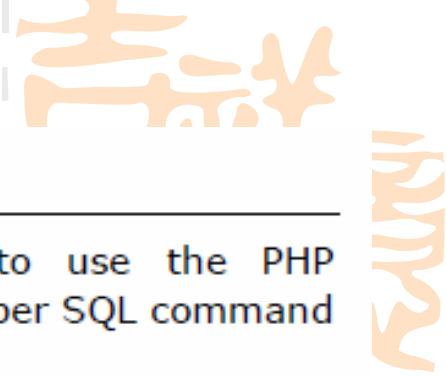 to use the PHP
per SQL command